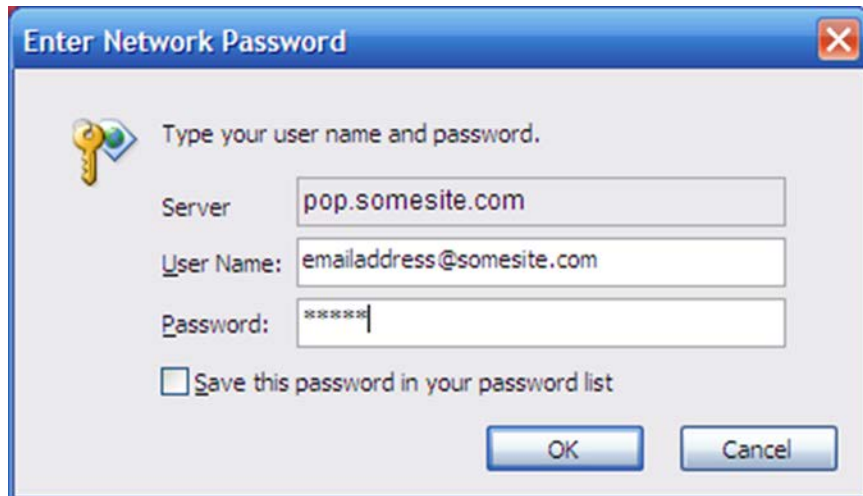 Enter Network Password
Type your user name and password.
Server pop.somesite.com
User Name: emailaddress@somesite.com
Password: *****
Save this password in your password list
OK Cancel